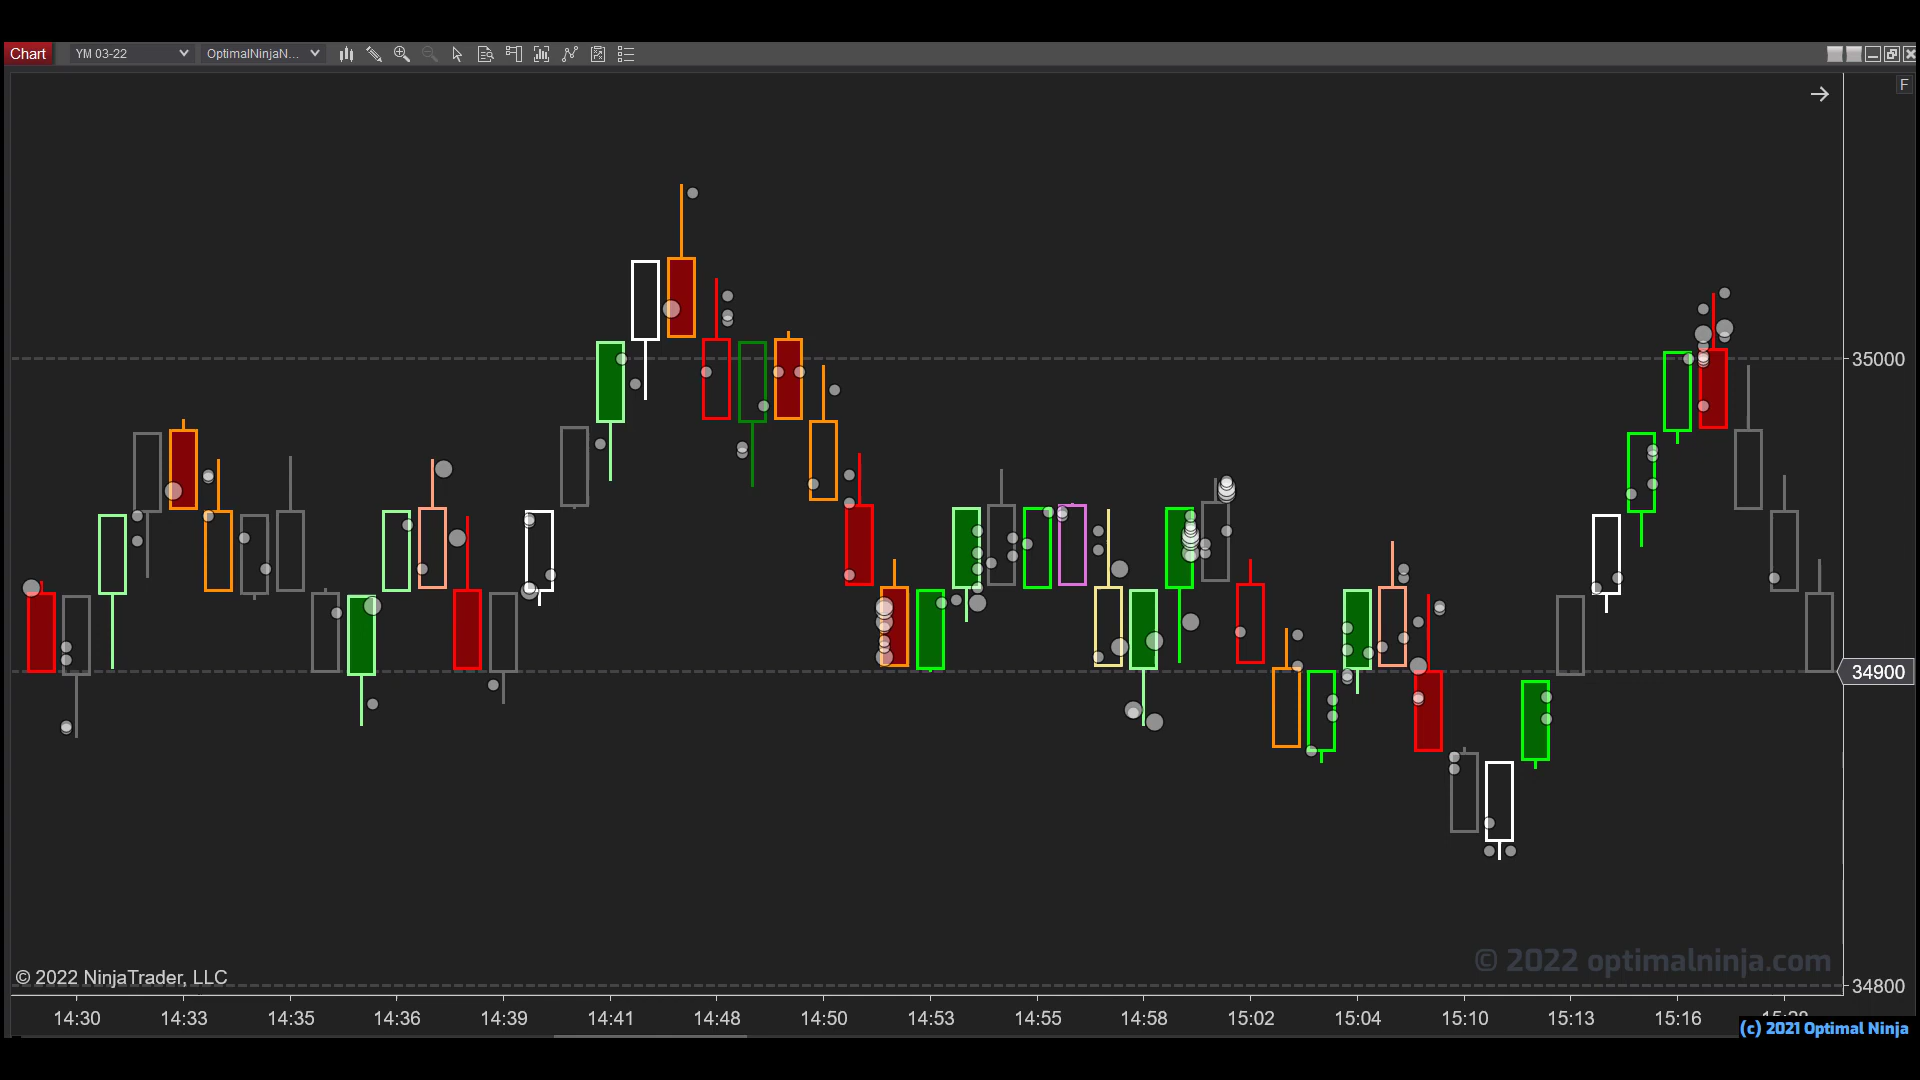 Chart
YM 03-22
OptimalNinjaN...
F
35000
34900
34800
© 2022 optimalninja.com
© 2022 NinjaTrader, LLC
14:30 14:33 14:35 14:36 14:39 14:41 14:48 14:50 14:53 14:55 14:58 15:02 15:04 15:10 15:13 15:16
(c) 2021 Optimal Ninja